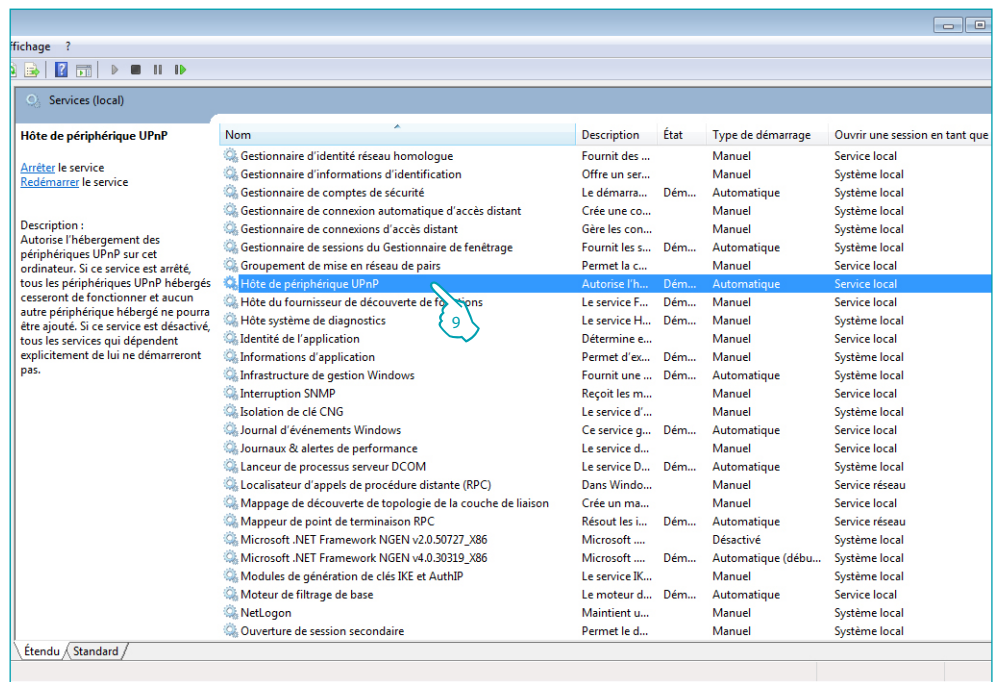 ffichage ?
Services (local)
Hôte de périphérique UPnP
Arrêter le service
Redémarrer le service
Description :
Autorise l'hébergement des
périphériques UPnP sur cet
ordinateur. Si ce service est arrêté,
tous les périphériques UPnP hébergés
cesseront de fonctionner et aucun
autre périphérique hébergé ne pourra
être ajouté. Si ce service est désactivé,
tous les services qui dépendent
explicitement de lui ne démarreront
pas.
Nom Description État Type de démarrage Ouvrir une session en tant que
Gestionnaire d'identité réseau homologue Fournit des ... Manuel Service local
Gestionnaire d'informations d'identification Offre un ser... Manuel Système local
Gestionnaire de comptes de sécurité Le démarra... Dém... Automatique Système local
Gestionnaire de connexion automatique d'accès distant Crée une co... Manuel Système local
Gestionnaire de connexions d'accès distant Gère les con... Manuel Système local
Gestionnaire de sessions du Gestionnaire de fenêtrage Fournit les s... Dém... Automatique Système local
Groupement de mise en réseau de pairs Permet la c... Manuel Service local
Hôte de périphérique UPnP Autorise l'h... Dém... Automatique Service local
Hôte du fournisseur de découverte de Le service F... Dém... Manuel Service local
Hôte système de diagnostics Le service H... Dém... Manuel Système local
9
Identité de l'application Détermine e... Manuel Service local
Informations d'application Permet d'ex... Dém... Manuel Système local
Infrastructure de gestion Windows Fournit une ... Dém... Automatique Système local
Interruption SNMP Reçoit les m... Manuel Service local
Isolation de clé CNG Le service d'... Manuel Système local
Journal d'événements Windows Ce service g... Dém... Automatique Service local
Journaux & alertes de performance Le service d... Manuel Service local
Lanceur de processus serveur DCOM Le service D... Dém... Automatique Système local
Localisateur d'appels de procédure distante (RPC) Dans Windo... Manuel Service réseau
Mappage de découverte de topologie de la couche de liaison Crée un ma... Manuel Service local
Mappeur de point de terminaison RPC Résout les i... Dém... Automatique Service réseau
Microsoft .NET Framework NGEN v2.0.50727_X86 Microsoft .... Désactivé Système local
Microsoft .NET Framework NGEN v4.0.30319_X86 Microsoft .... Dém... Automatique (débu... Système local
Modules de génération de clés IKE et AuthIP Le service IK... Manuel Système local
Moteur de filtrage de base Le moteur d... Dém... Automatique Service local
NetLogon Maintient u... Manuel Système local
Ouverture de session secondaire Permet le d... Manuel Système local
Étendu Standard